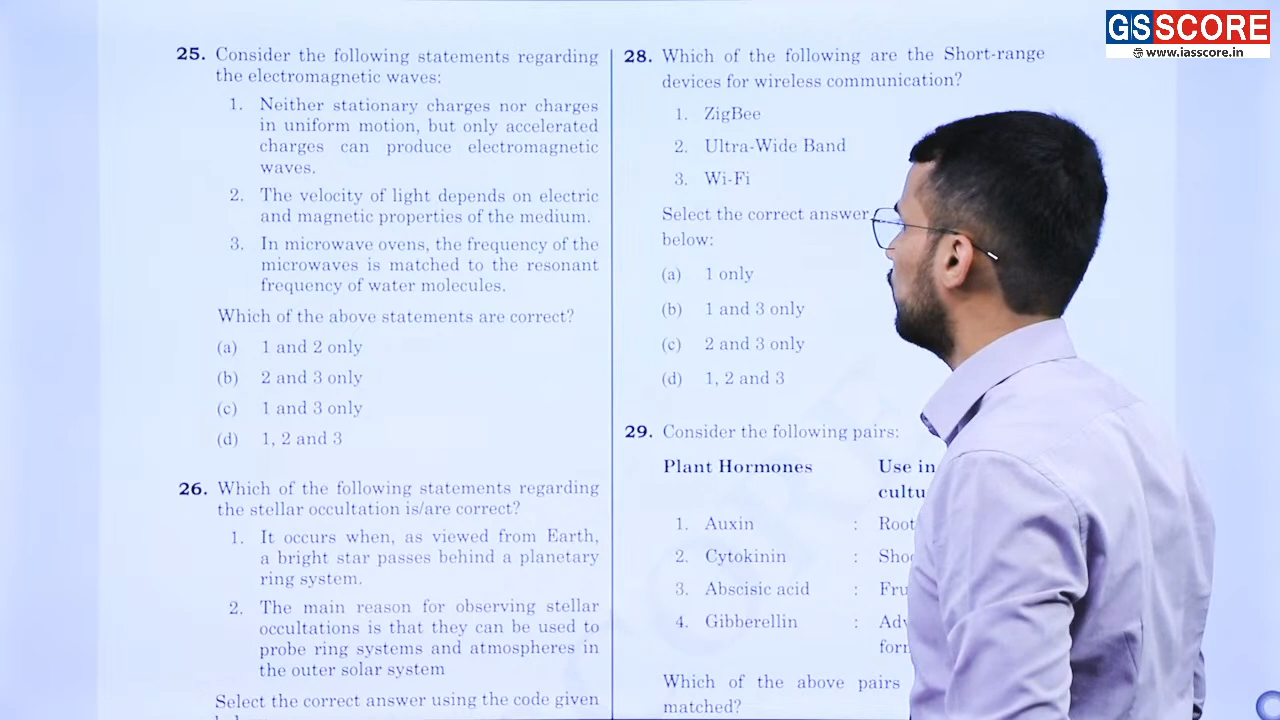 GSSCORE
www.iasscore.in
25. Consider the following statements regarding
the electromagnetic waves:
1. Neither stationary charges nor charges
in uniform motion, but only accelerated
charges can produce electromagnetic
waves.
2. The velocity of light depends on electric
and magnetic properties of the medium.
3. In microwave ovens, the frequency of the
microwaves is matched to the resonant
frequency of water molecules.
Which of the above statements are correct?
(a) 1 and 2 only
(b) 2 and 3 only
(c) 1 and 3 only
(d) 1, 2 and 3
26. Which of the following statements regarding
the stellar occultation is/are correct?
1. It occurs when, as viewed from Earth,
a bright star passes behind a planetary
ring system.
2. The main reason for observing stellar
occultations is that they can be used to
probe ring systems and atmospheres in
the outer solar system
Select the correct answer using the code given
28. Which of the following are the Short-range
devices for wireless communication?
1. ZigBee
2. Ultra-Wide Band
3. Wi-Fi
Select the correct answer
below:
(a) 1 only
(b) 1 and 3 only
(c) 2 and 3 only
(d) 1, 2 and 3
29. Consider the following pairs:
Plant Hormones Use in
1. Auxin : Root
2. Cytokinin :
3. Abscisic acid :
4. Gibberellin :
Which of the above pairs
matched?